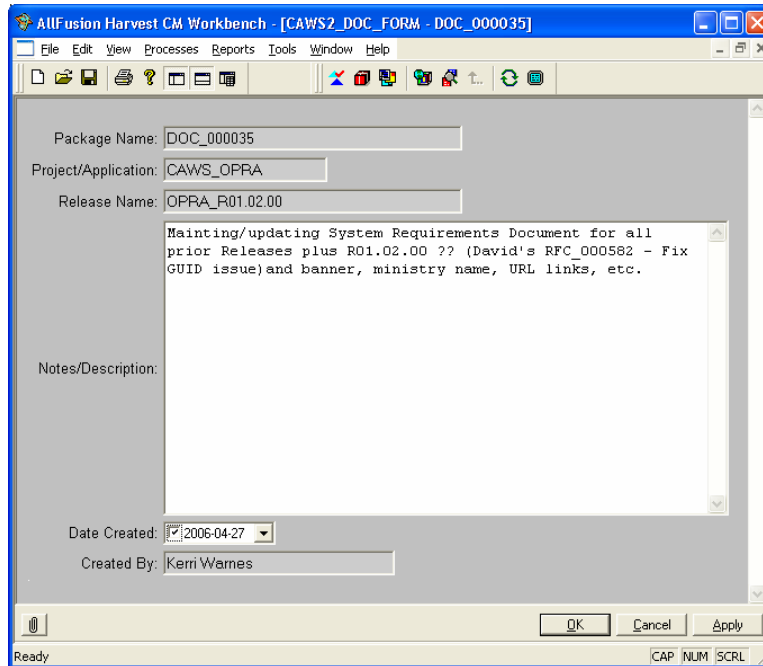 AllFusion Harvest CM Workbench - [CAWS2_DOC_FORM - DOC_000035]
File Edit View Processes Reports Tools Window Help
Package Name: DOC_000035
Project/Application: CAWS_OPRA
Release Name: OPRA_R01.02.00
Mainting/updating System Requirements Document for all
prior Releases plus R01.02.00 ?? (David's RFC_000582 - Fix
GUID issue)and banner, ministry name, URL links, etc.
Notes/Description:
Date Created: 2006-04-27
Created By: Kerri Warnes
OK Cancel Apply
Ready CAP NUM SCRL